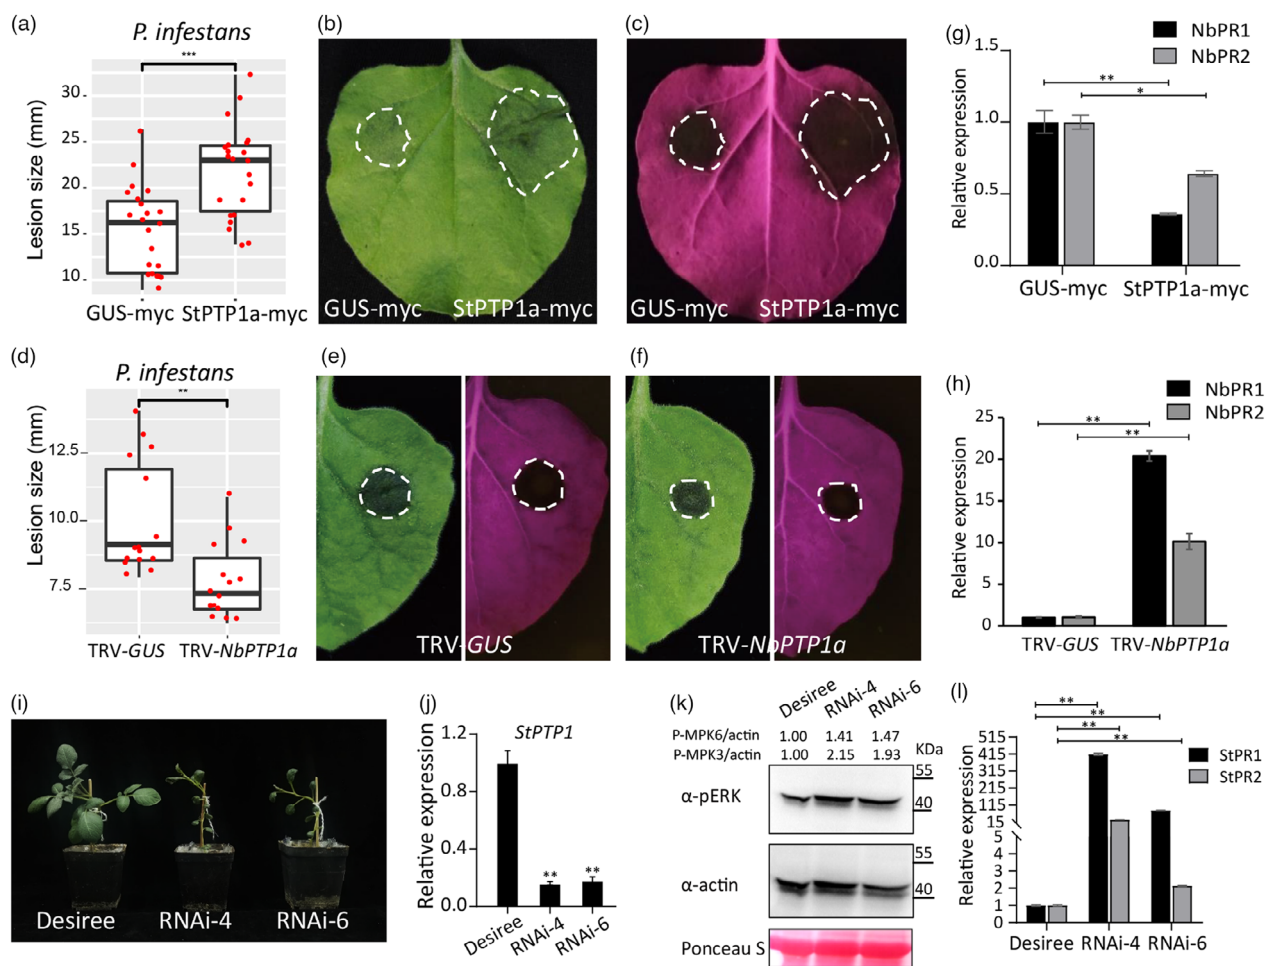 (a)
P. infestans
***
Lesion size (mm)
30
25
20
15
10
GUS-myc StPTP1a-myc
(b)
GUS-myc StPTP1a-myc
(c)
GUS-myc StPTP1a-myc
(g)
NbPR1
NbPR2
Relative expression
1.5
1.0
0.5
0.0
**
*
GUS-myc StPTP1a-myc
(d)
P. infestans
**
Lesion size (mm)
12.5
10.0
7.5
TRV-GUS TRV-NbPTP1a
(e)
TRV-GUS
(f)
TRV-NbPTP1a
(h)
NbPR1
NbPR2
Relative expression
25
20
15
10
5
0
**
**
TRV-GUS TRV-NbPTP1a
(i)
Desiree RNAi-4 RNAi-6
(j)
StPTP1
Relative expression
1.2
0.8
0.4
0.0
** **
Desiree RNAi-4 RNAi-6
(k)
Desiree RNAi-4 RNAi-6
P-MPK6/actin 1.00 1.41 1.47
P-MPK3/actin 1.00 2.15 1.93
KDa
α-pERK
55
40
α-actin
55
40
Ponceau S
(l)
**
**
**
**
StPR1
StPR2
Relative expression
515
415
315
215
115
15
5
4
3
2
1
0
Desiree RNAi-4 RNAi-6